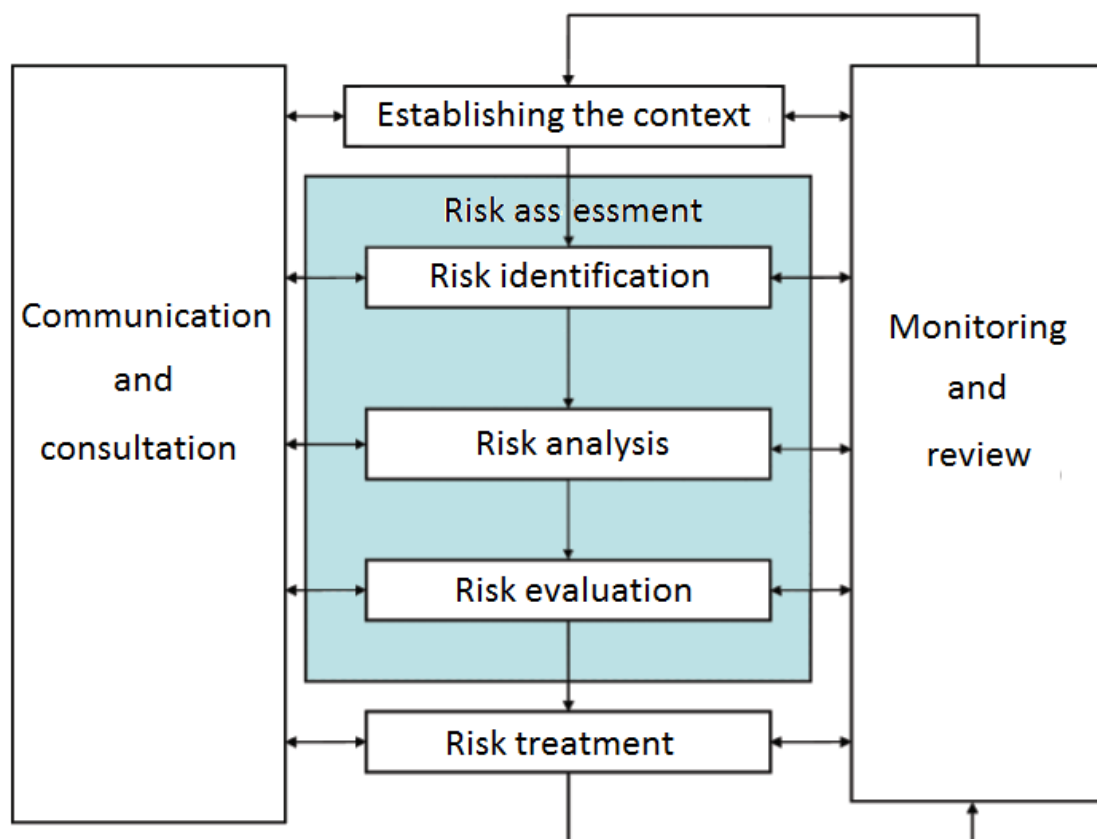 Establishing the context
Risk ass essment
Risk identification
Communication
and
consultation
Risk analysis
Risk evaluation
Risk treatment
Monitoring
and
review